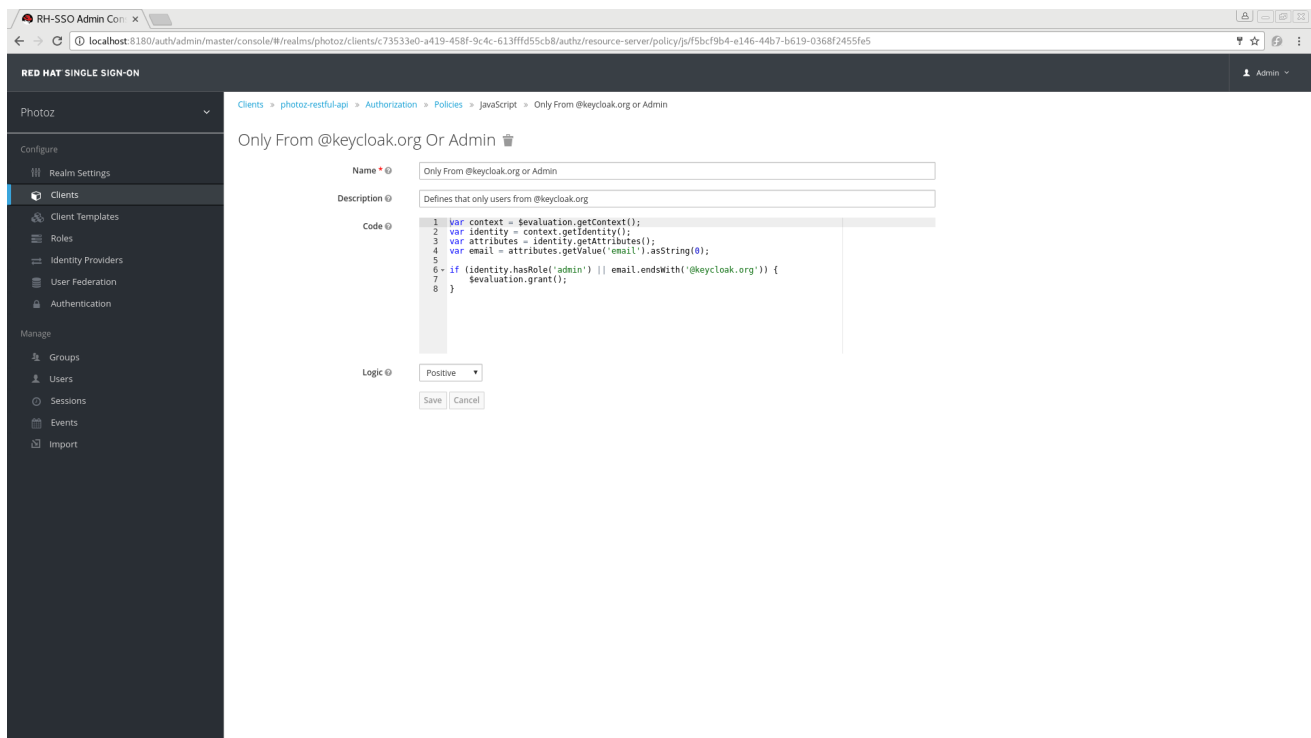 RH-SSO Admin Con
localhost:8180/auth/admin/master/console/#/realms/photoz/clients/c73533e0-a419-458f-9c4c-613fffd55cb8/authz/resource-server/policy/js/f5bcf9b4-e146-44b7-b619-0368f2455fe5
RED HAT SINGLE SIGN-ON
Admin
Photoz
Clients » photoz-restful-api » Authorization » Policies » JavaScript » Only From @keycloak.org or Admin
Only From @keycloak.org Or Admin
Configure
Realm Settings
Clients
Client Templates
Roles
Identity Providers
User Federation
Authentication
Manage
Groups
Users
Sessions
Events
Import
Name * Only From @keycloak.org or Admin
Description Defines that only users from @keycloak.org
Code
1 var context = $evaluation.getContext();
2 var identity = context.getIdentity();
3 var attributes = identity.getAttributes();
4 var email = attributes.getValue('email').asString(0);
5
6 if (identity.hasRole('admin') || email.endsWith('@keycloak.org')) {
7 $evaluation.grant();
8 }
Logic Positive
Save Cancel